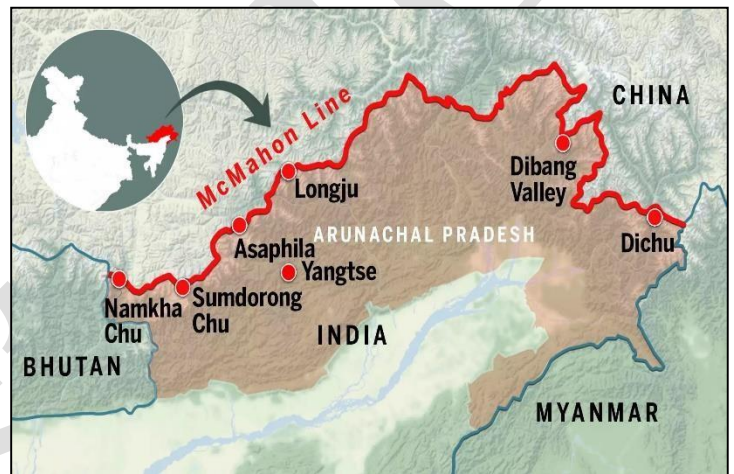 CHINA
McMahon Line
Dibang
Valley
Longju
ARUNACHAL PRADESH
Dichu
Asaphila
Yangtse
Namkha
Chu
Sumdorong
Chu
INDIA
BHUTAN
MYANMAR